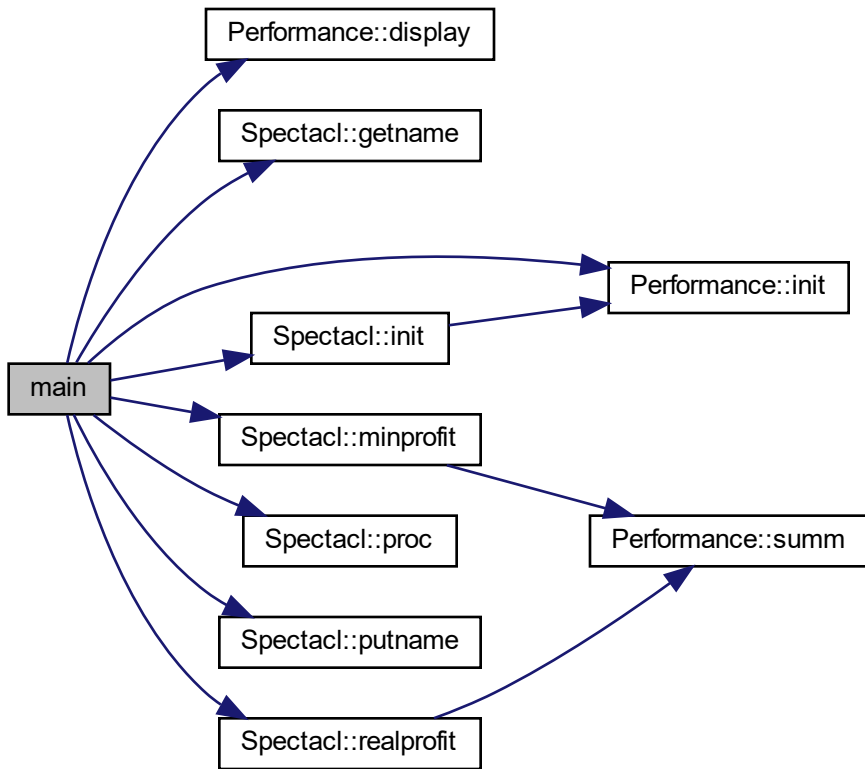 Performance::display
Spectacl::getname
Performance::init
Spectacl::init
main
Spectacl::minprofit
Spectacl::proc
Performance::summ
Spectacl::putname
Spectacl::realprofit